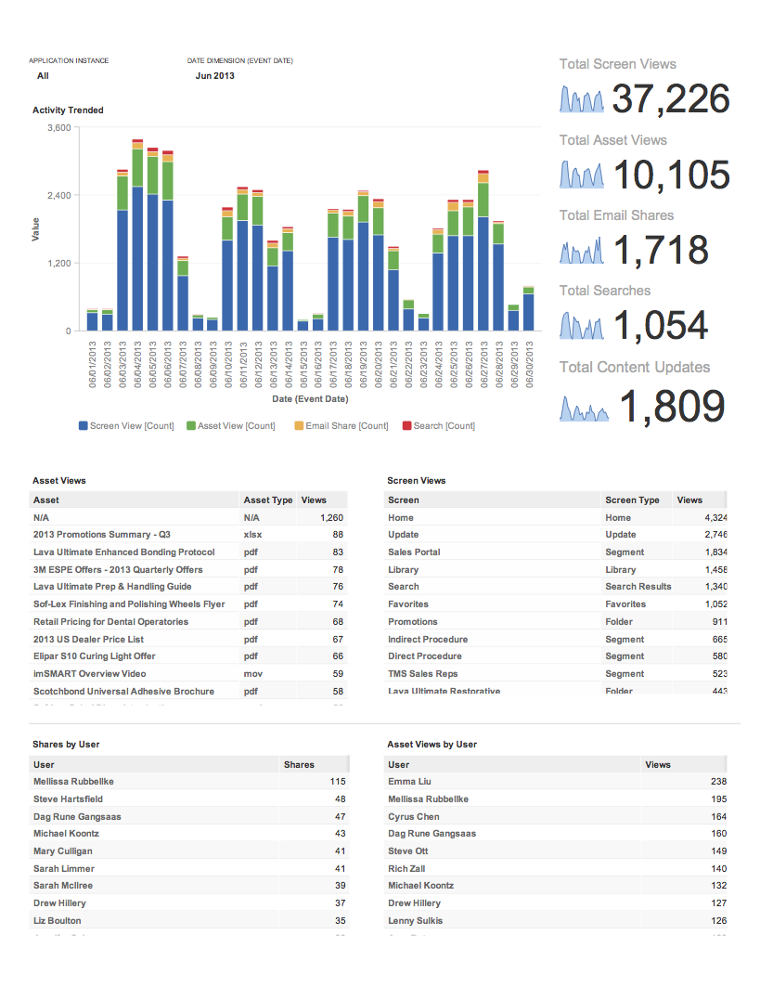 APPLICATION INSTANCE DATE DIMENSION (EVENT DATE)
All Jun 2013
Total Screen Views
37,226
Total Asset Views
10,105
Total Email Shares
1,718
Total Searches
1,054
Total Content Updates
1,809
Activity Trended
3,600
2,400
1,200
0
Value
06/01/2013 06/02/2013 06/03/2013 06/04/2013 06/05/2013 06/06/2013 06/07/2013 06/08/2013 06/09/2013 06/10/2013 06/11/2013 06/12/2013 06/13/2013 06/14/2013 06/15/2013 06/16/2013 06/17/2013 06/18/2013 06/19/2013 06/20/2013 06/21/2013 06/22/2013 06/23/2013 06/24/2013 06/25/2013 06/26/2013 06/27/2013 06/28/2013 06/29/2013 06/30/2013
Date (Event Date)
Screen View [Count] Asset View [Count] Email Share [Count] Search [Count]
Asset Views
Asset Asset Type Views
N/A N/A 1,260
2013 Promotions Summary - Q3 xlsx 88
Lava Ultimate Enhanced Bonding Protocol pdf 83
3M ESPE Offers - 2013 Quarterly Offers pdf 78
Lava Ultimate Prep & Handling Guide pdf 76
Sof-Lex Finishing and Polishing Wheels Flyer pdf 74
Retail Pricing for Dental Operatories pdf 68
2013 US Dealer Price List pdf 67
Elipar S10 Curing Light Offer pdf 66
imSMART Overview Video mov 59
Scotchbond Universal Adhesive Brochure pdf 58
Screen Views
Screen Screen Type Views
Home Home 4,324
Update Update 2,746
Sales Portal Segment 1,834
Library Library 1,458
Search Search Results 1,340
Favorites Favorites 1,052
Promotions Folder 911
Indirect Procedure Segment 665
Direct Procedure Segment 580
TMS Sales Reps Segment 523
Lava Ultimate Restorative Folder 443
Shares by User
User Shares
Mellissa Rubbellke 115
Steve Hartsfield 48
Dag Rune Gangsaas 47
Michael Koontz 43
Mary Culligan 41
Sarah Limmer 41
Sarah McIlree 39
Drew Hillery 37
Liz Boulton 35
Asset Views by User
User Views
Emma Liu 238
Mellissa Rubbellke 195
Cyrus Chen 164
Dag Rune Gangsaas 160
Steve Ott 149
Rich Zall 140
Michael Koontz 132
Drew Hillery 127
Lenny Sulkis 126